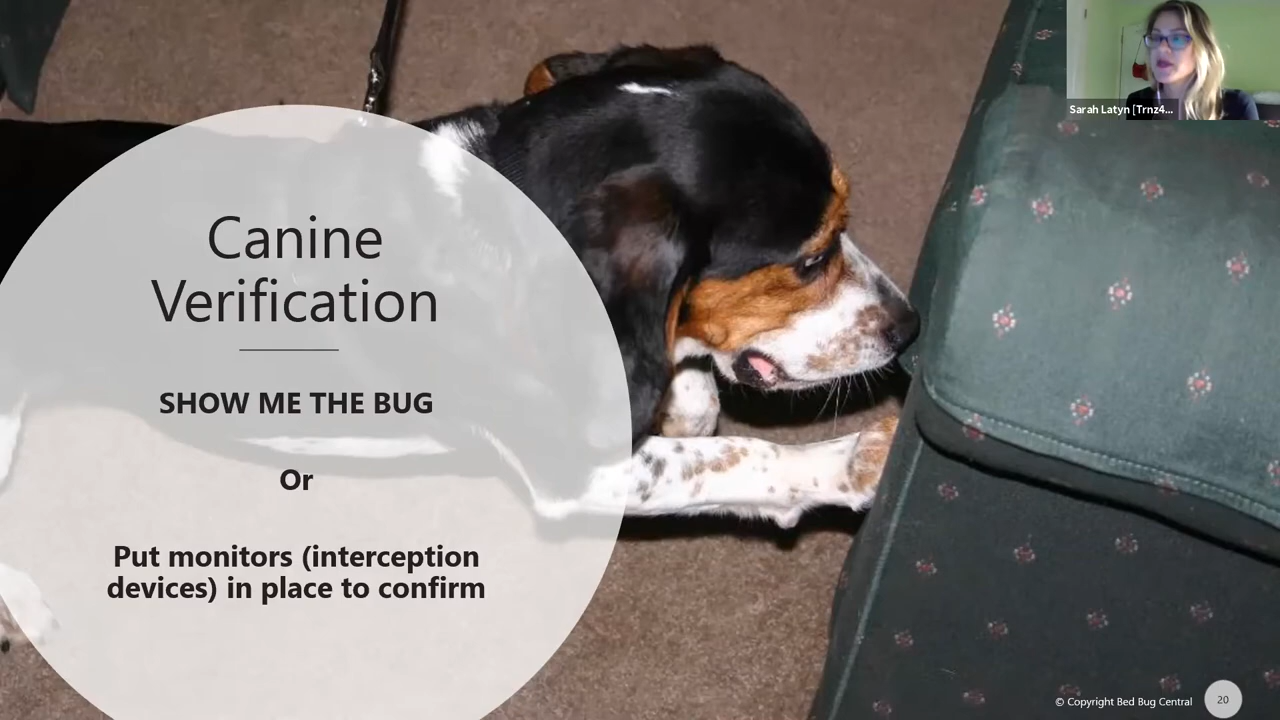 Sarah Latyn [Trnz4...
Canine
Verification
SHOW ME THE BUG
Or
Put monitors (interception
devices) in place to confirm
© Copyright Bed Bug Central
20